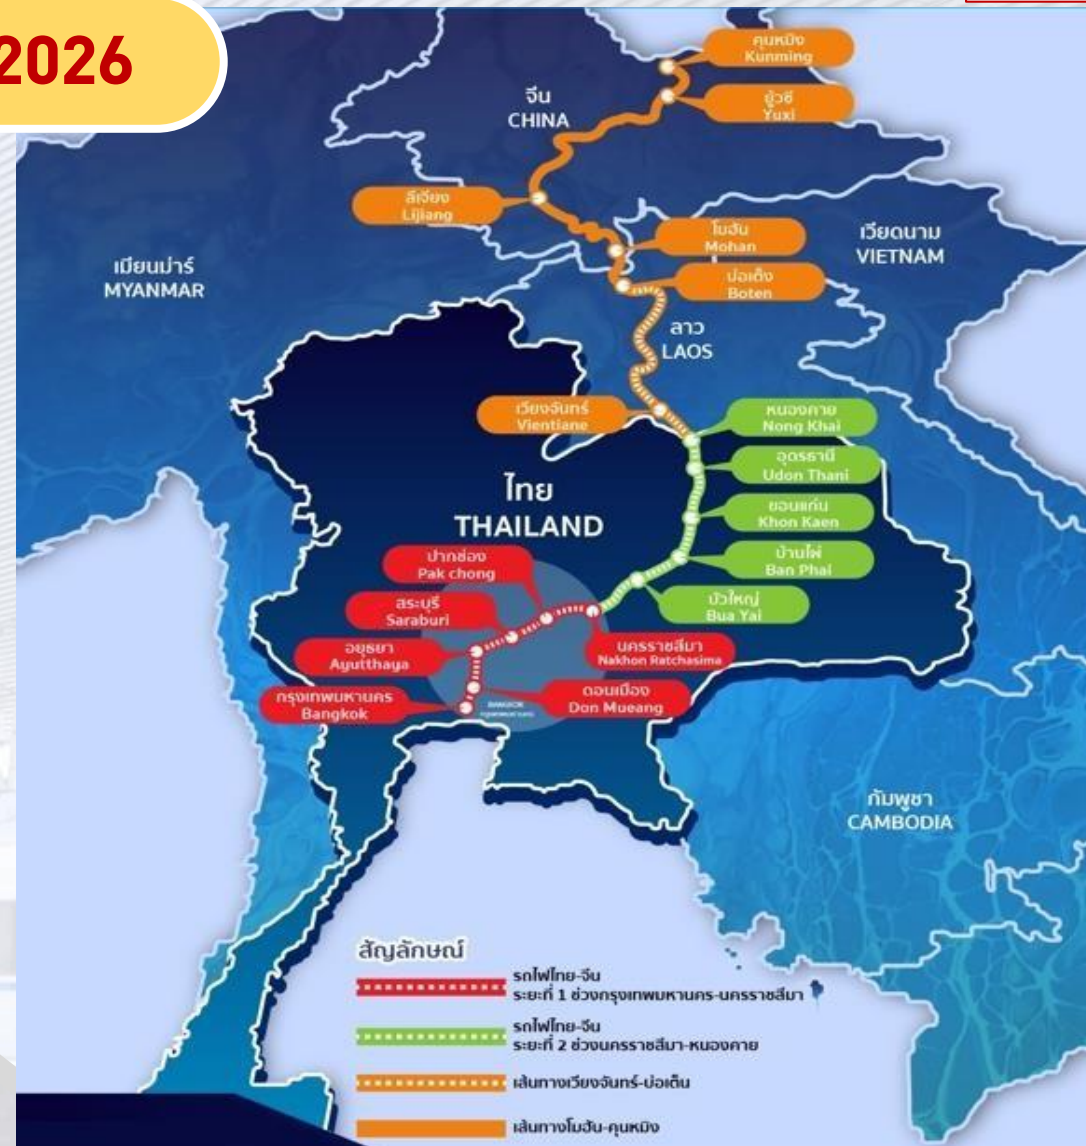 2026
คุนหมิง
Kunming
จีน
CHINA
ยู่วซี
Yuxi
ลีเจียง
Lijiang
โมฮัน
Mohan
เวียดนาม
VIETNAM
เมียนม่าร์
MYANMAR
บ่อเต็ง
Boten
ลาว
LAOS
เวียงจันทร์
Vientiane
หนองคาย
Nong Khai
อุดรธานี
Udon Thani
ไทย
THAILAND
ขอนแก่น
Khon Kaen
ปากช่อง
Pak chong
บ้านไผ่
Ban Phai
สระบุรี
Saraburi
บัวใหญ่
Bua Yai
อยุธยา
Ayutthaya
นครราชสีมา
Nakhon Ratchasima
กรุงเทพมหานคร
Bangkok
BANGKOK
กรุงเทพมหานคร
ดอนเมือง
Don Mueang
กัมพูชา
CAMBODIA
สัญลักษณ์
รถไฟไทย-จีน
ระยะที่ 1 ช่วงกรุงเทพมหานคร-นครราชสีมา
รถไฟไทย-จีน
ระยะที่ 2 ช่วงนครราชสีมา-หนองคาย
เส้นทางเวียงจันทร์-บ่อเต็น
เส้นทางโมฮัน-คุนหมิง